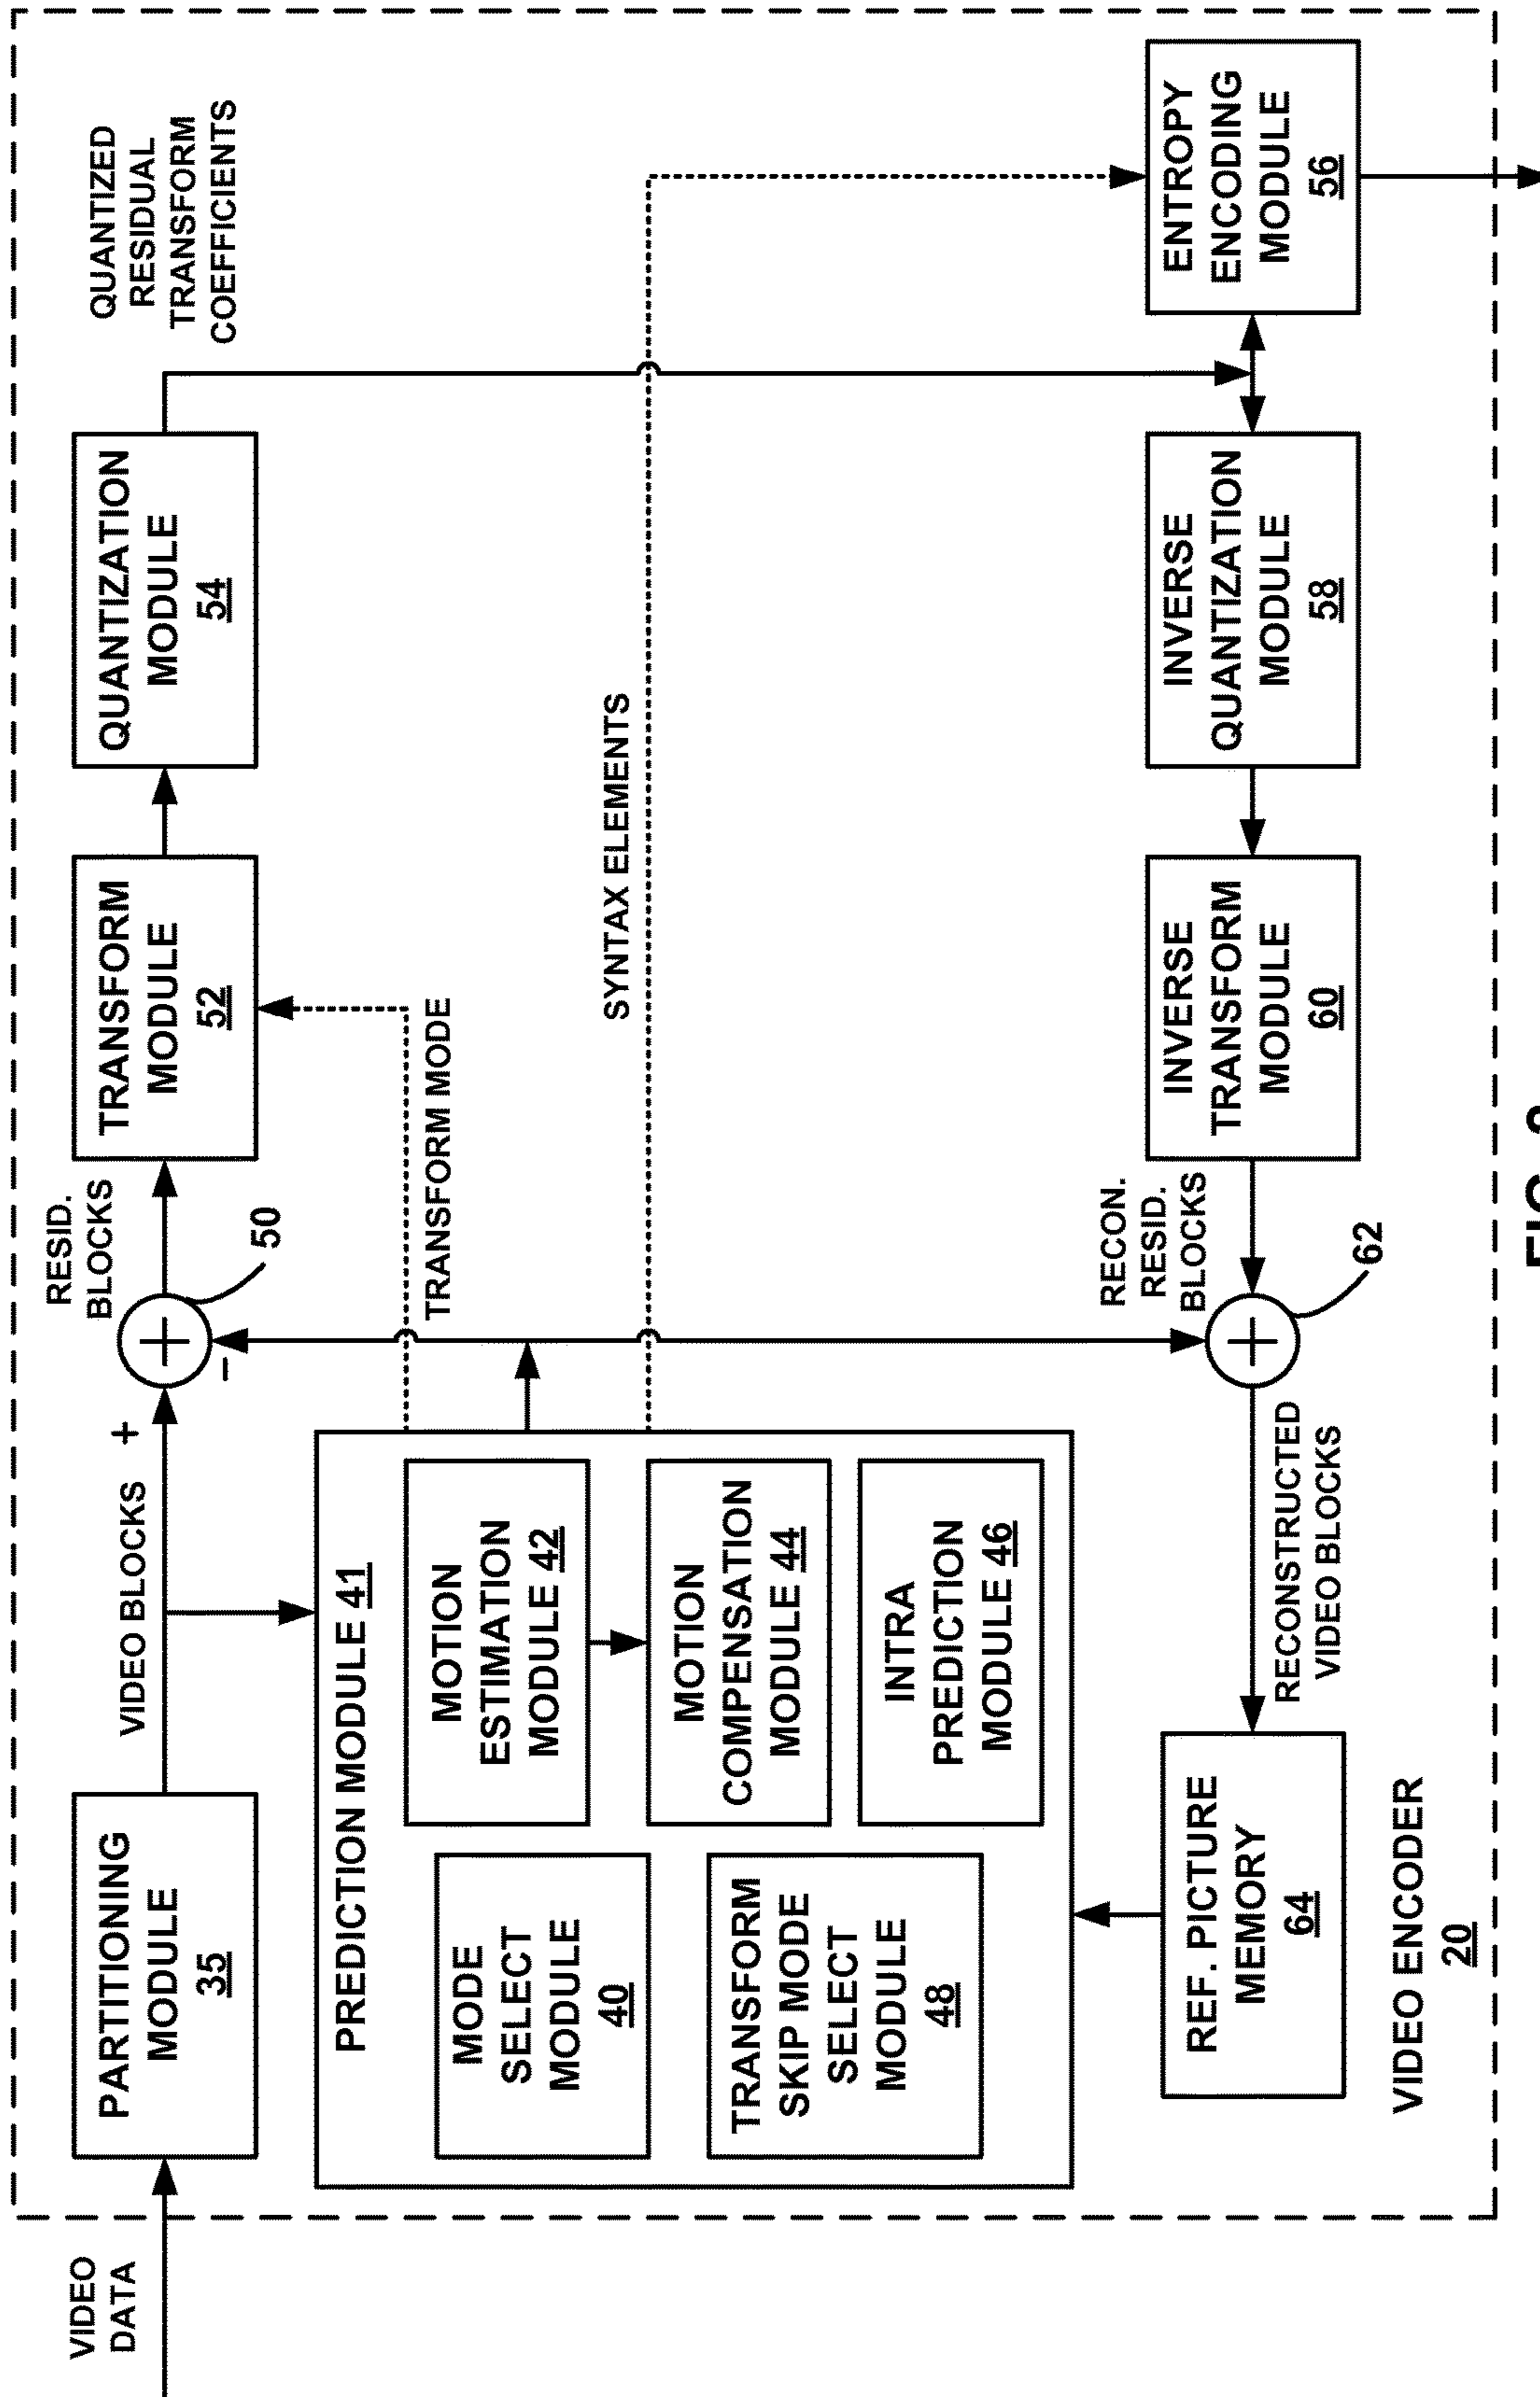 VIDEO
DATA
PARTITIONING
MODULE
35
VIDEO BLOCKS
+
–
50
RESID.
BLOCKS
TRANSFORM
MODULE
52
QUANTIZATION
MODULE
54
QUANTIZED
RESIDUAL
TRANSFORM
COEFFICIENTS
PREDICTION MODULE 41
MODE
SELECT
MODULE
40
MOTION
ESTIMATION
MODULE 42
TRANSFORM MODE
SYNTAX ELEMENTS
TRANSFORM
SKIP MODE
SELECT
MODULE
48
MOTION
COMPENSATION
MODULE 44
INTRA
PREDICTION
MODULE 46
REF. PICTURE
MEMORY
64
RECONSTRUCTED
VIDEO BLOCKS
62
RECON.
RESID.
BLOCKS
INVERSE
TRANSFORM
MODULE
60
INVERSE
QUANTIZATION
MODULE
58
ENTROPY
ENCODING
MODULE
56
VIDEO ENCODER
20